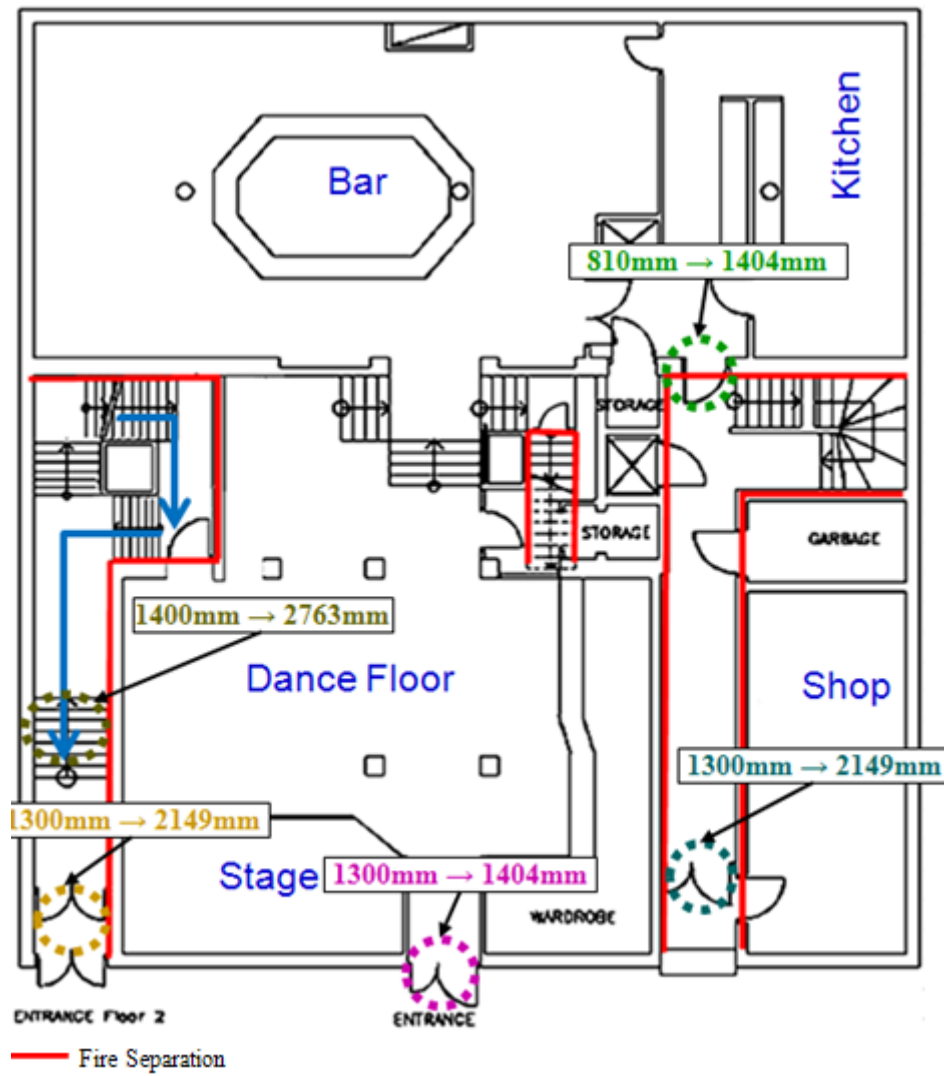 Bar
Kitchen
810mm → 1404mm
STORAGE
STORAGE
GARBAGE
1400mm → 2763mm
Dance Floor
Shop
1300mm → 2149mm
1300mm → 2149mm
Stage
1300mm → 1404mm
WARDROBE
ENTRANCE Floor 2
ENTRANCE
Fire Separation